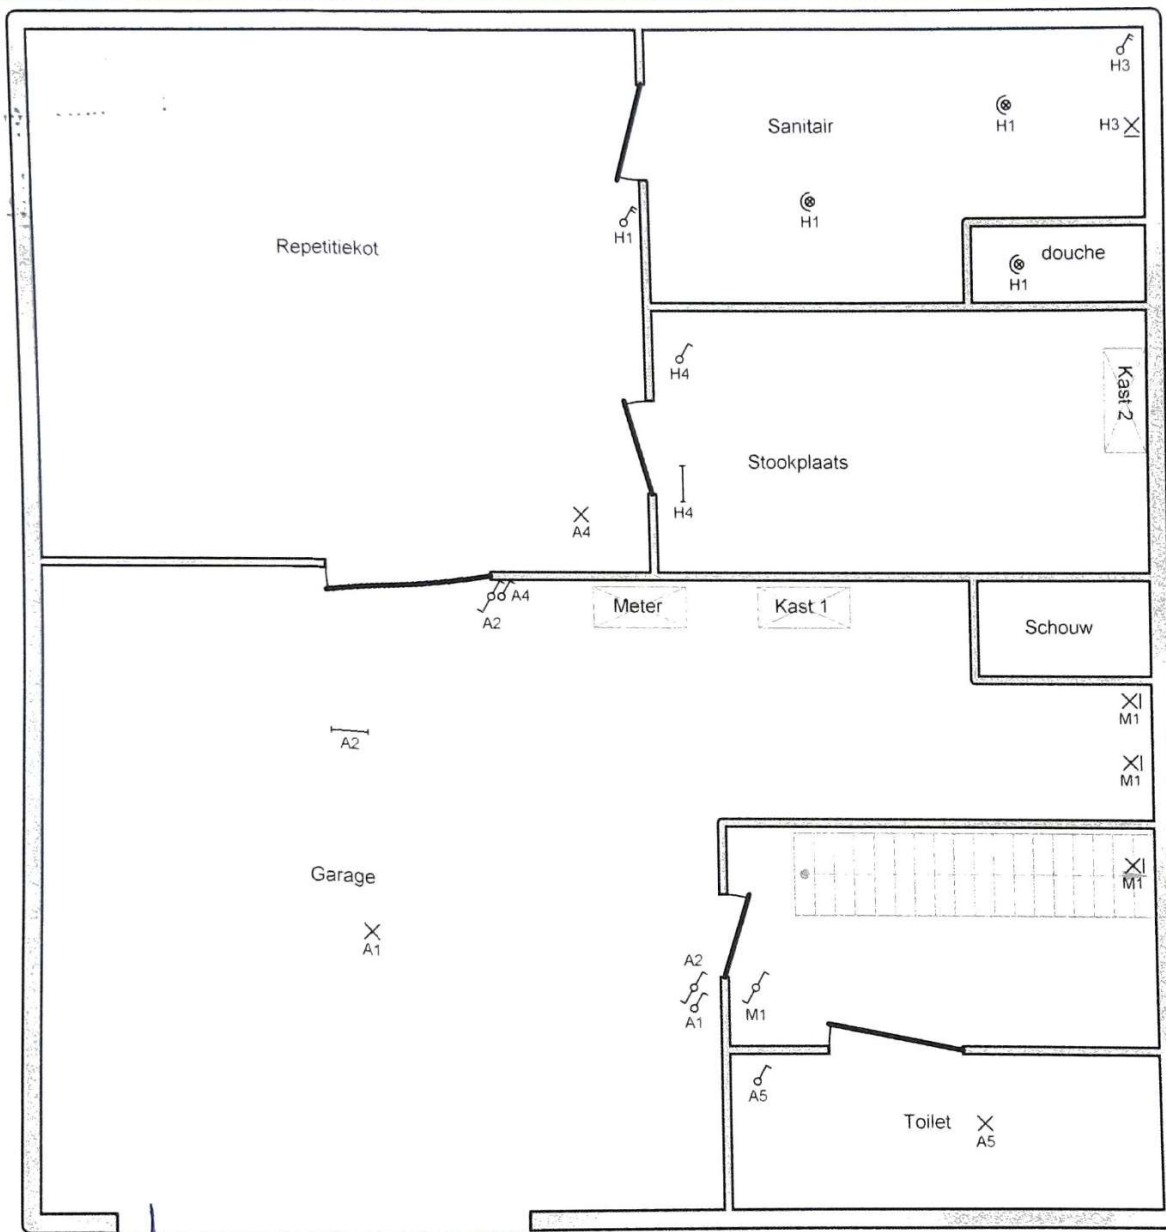 H3
Sanitair
H1
H3
H1
H1
Repetitiekot
douche
H1
H4
Kast 2
Stookplaats
H4
A4
A4
A2
Meter
Kast 1
Schouw
M1
A2
M1
Garage
M1
A1
A2
A1
M1
A5
Toilet
A5